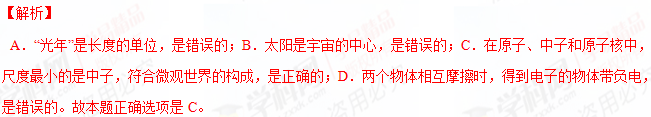 【解析】
A．“光年”是长度的单位，是错误的；B．太阳是宇宙的中心，是错误的；C．在原子、中子和原子核中，
尺度最小的是中子，符合微观世界的构成，是正确的；D．两个物体相互摩擦时，得到电子的物体带负电，
是错误的。故本题正确选项是 C。